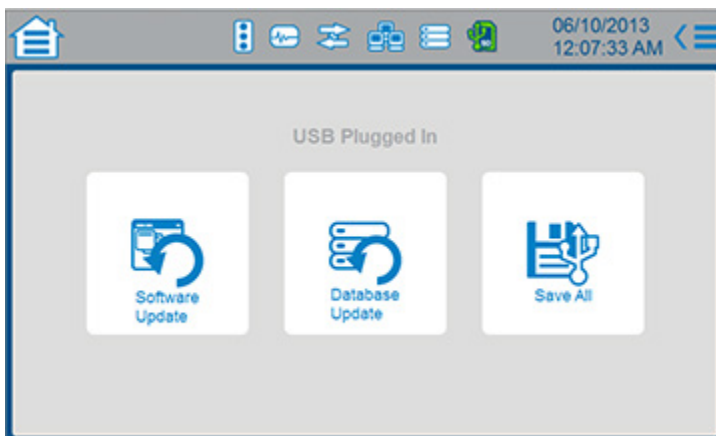 06/10/2013
12:07:33 AM
USB Plugged In
Software
Update
Database
Update
Save All